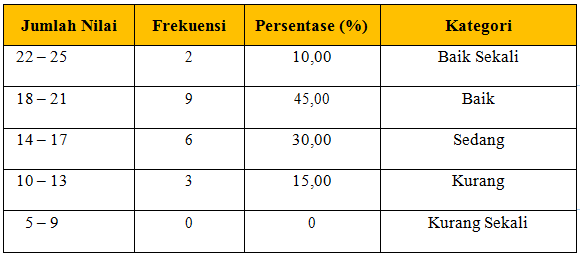 Jumlah Nilai Frekuensi Persentase (%) Kategori
22 – 25 2 10,00 Baik Sekali
18 – 21 9 45,00 Baik
14 – 17 6 30,00 Sedang
10 – 13 3 15,00 Kurang
5 – 9 0 0 Kurang Sekali